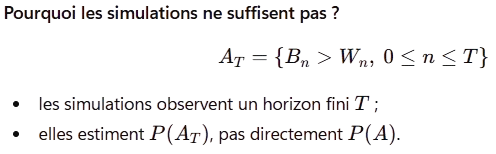 Pourquoi les simulations ne suffisent pas ?
A_T = {B_n > W_n, 0 ≤ n ≤ T}
• les simulations observent un horizon fini T ;
• elles estiment P(A_T), pas directement P(A).